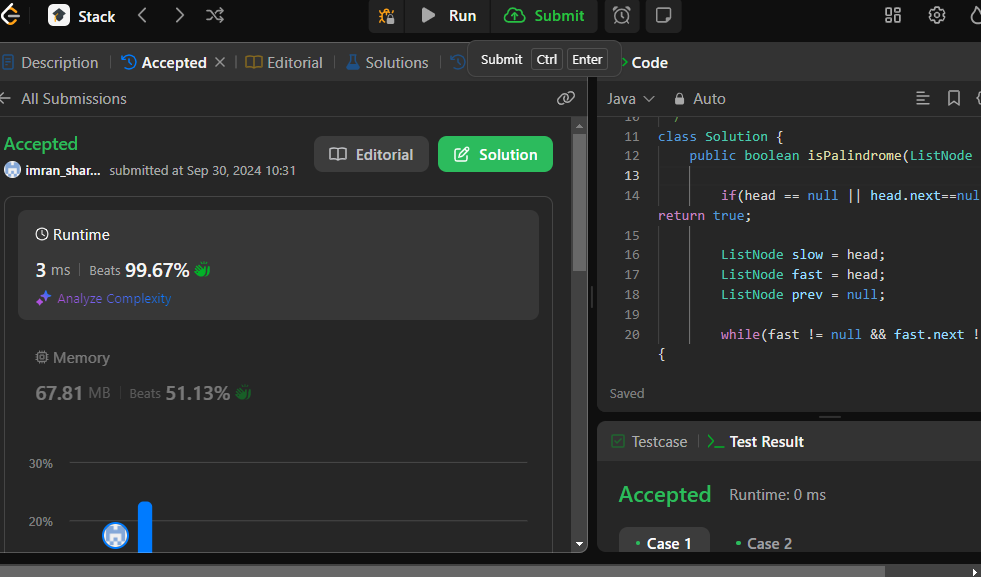 Stack
Run
Submit
Description
Accepted
Editorial
Solutions
Submit Ctrl Enter
Code
All Submissions
Java
Auto
Accepted
imran_shar... submitted at Sep 30, 2024 10:31
Editorial
Solution
Runtime
3 ms | Beats 99.67%
Analyze Complexity
Memory
67.81 MB | Beats 51.13%
30%
20%
11 class Solution {
12 public boolean isPalindrome(ListNode
13
14 if(head == null || head.next==nul
return true;
15
16 ListNode slow = head;
17 ListNode fast = head;
18 ListNode prev = null;
19
20 while(fast != null && fast.next !
{
Saved
Testcase
Test Result
Accepted Runtime: 0 ms
Case 1
Case 2